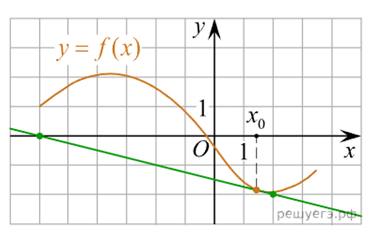 y
y = f(x)
1
x₀
O
1
x
решуегэ.рф